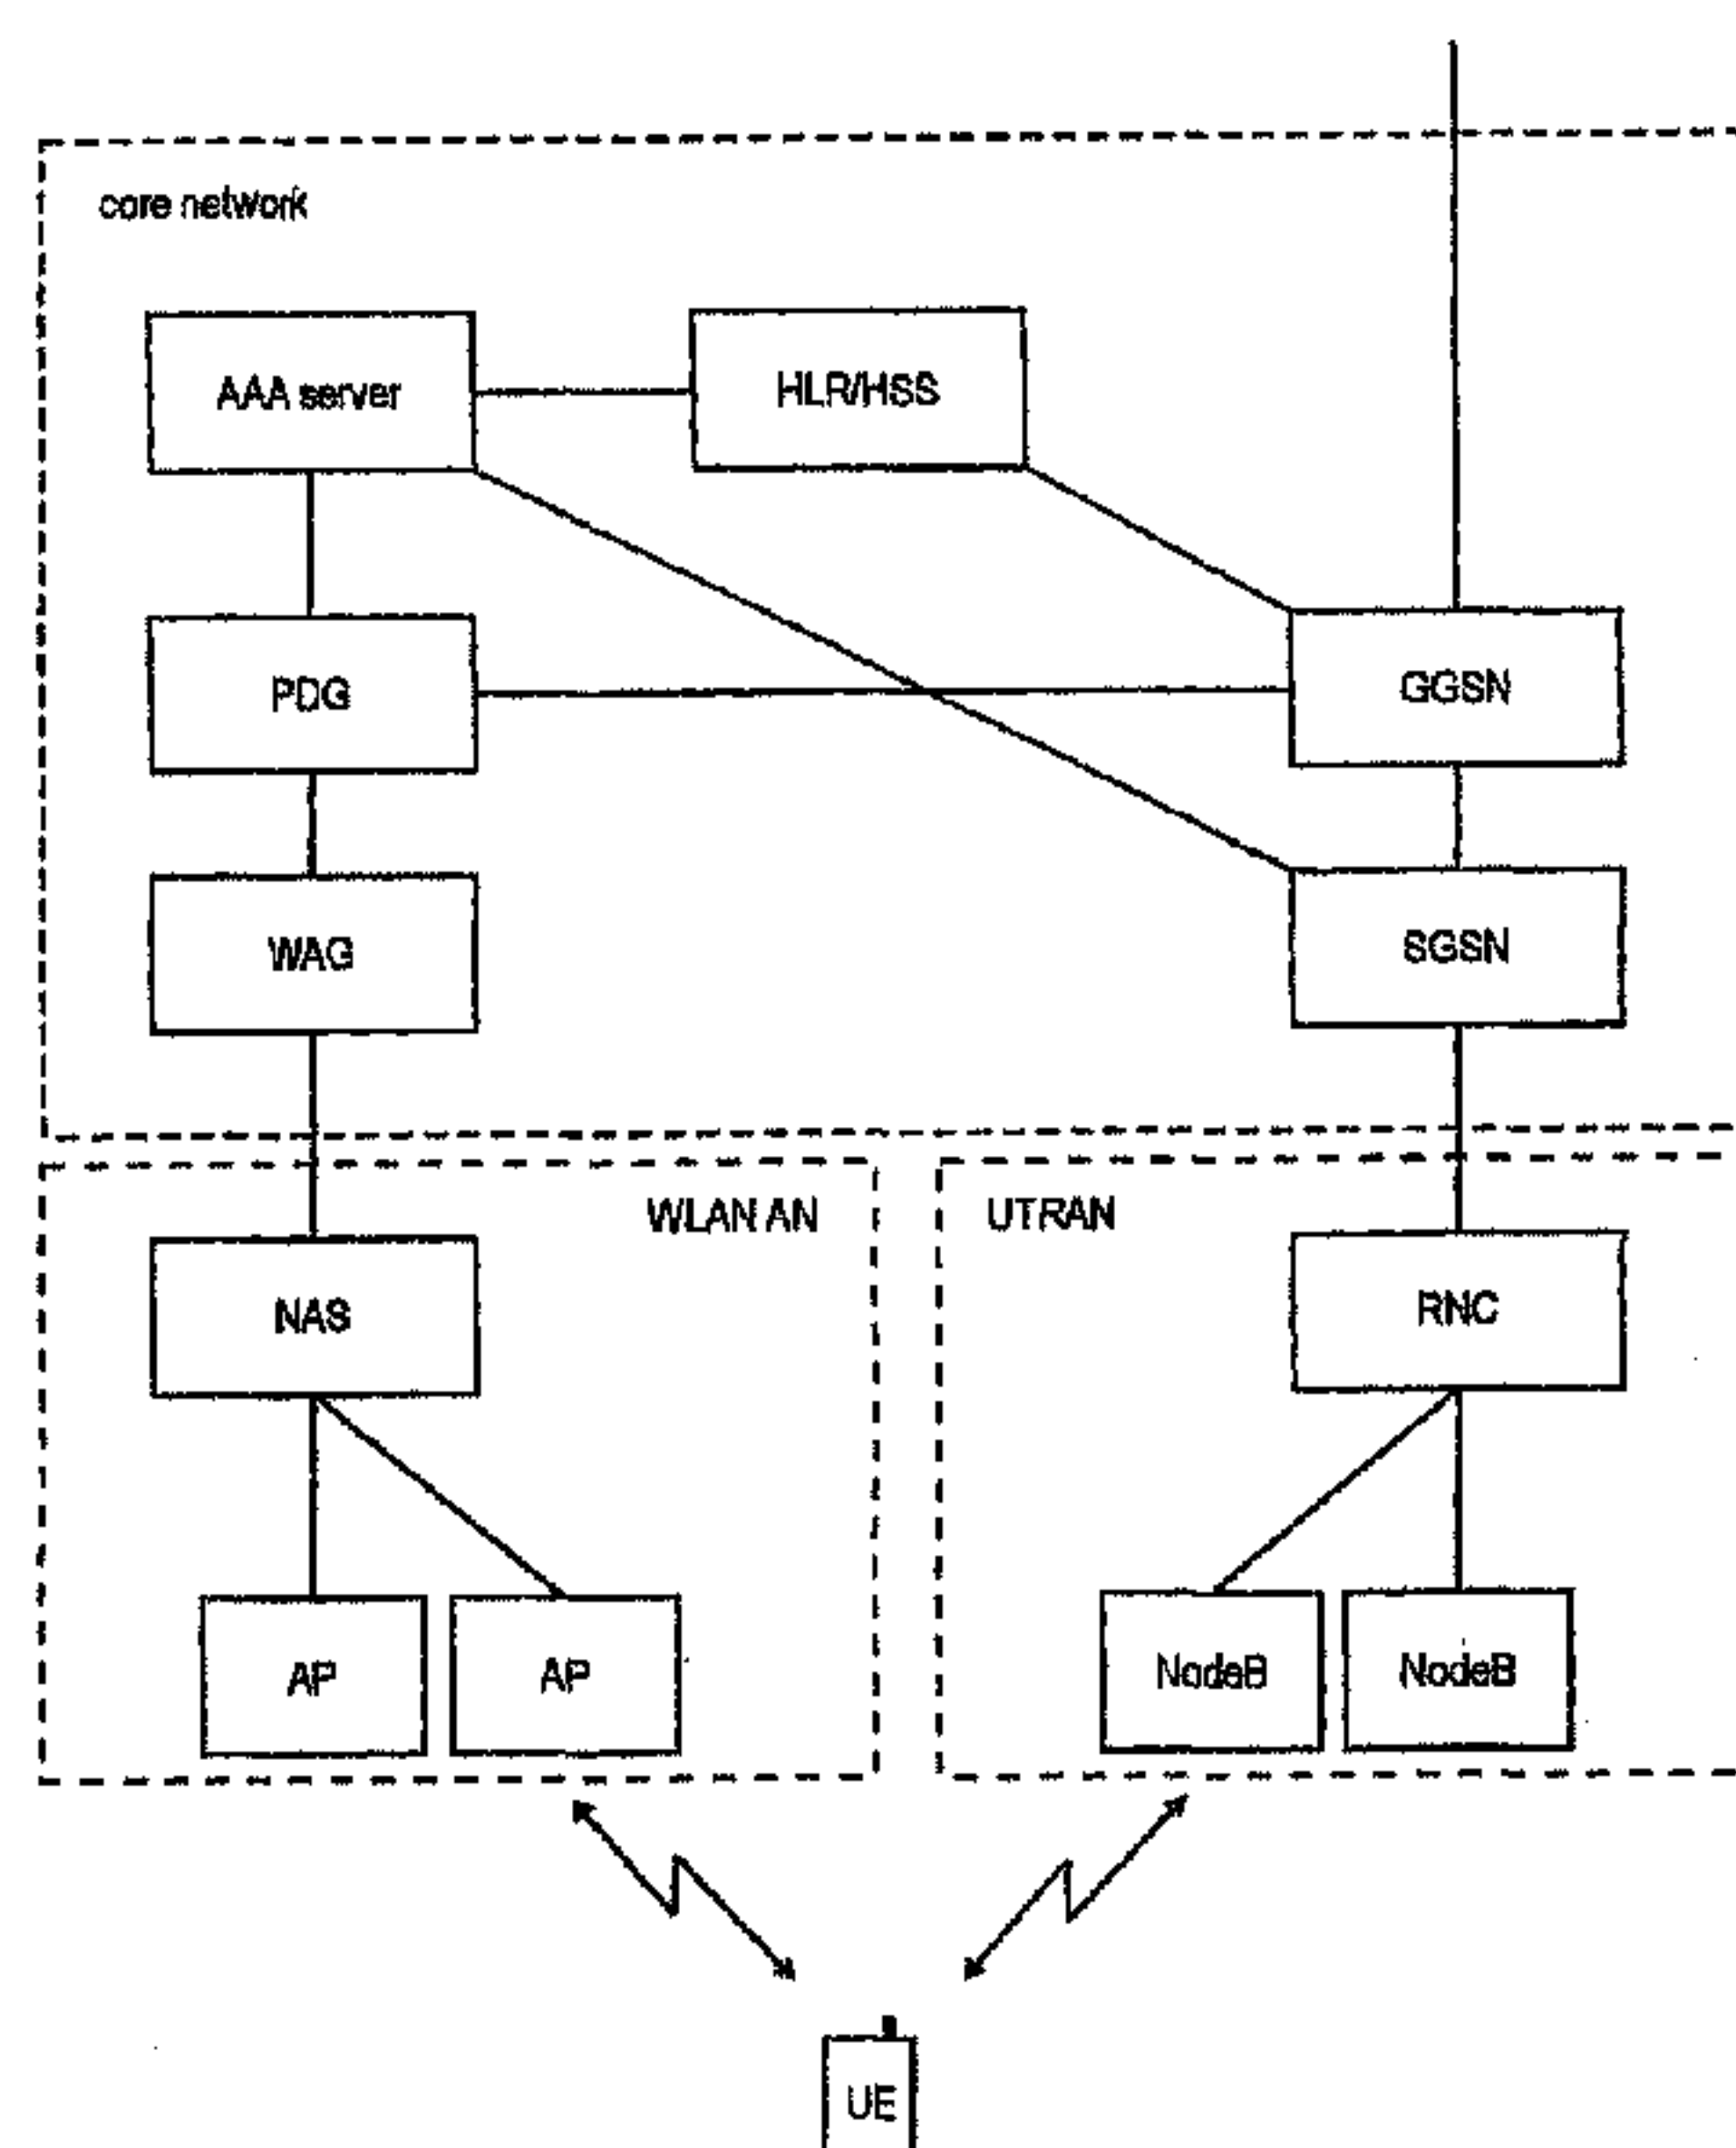 core network
AAA server
HLR/HSS
PDG
GGSN
WAG
SGSN
WLAN AN
UTRAN
NAS
RNC
AP
AP
NodeB
NodeB
UE